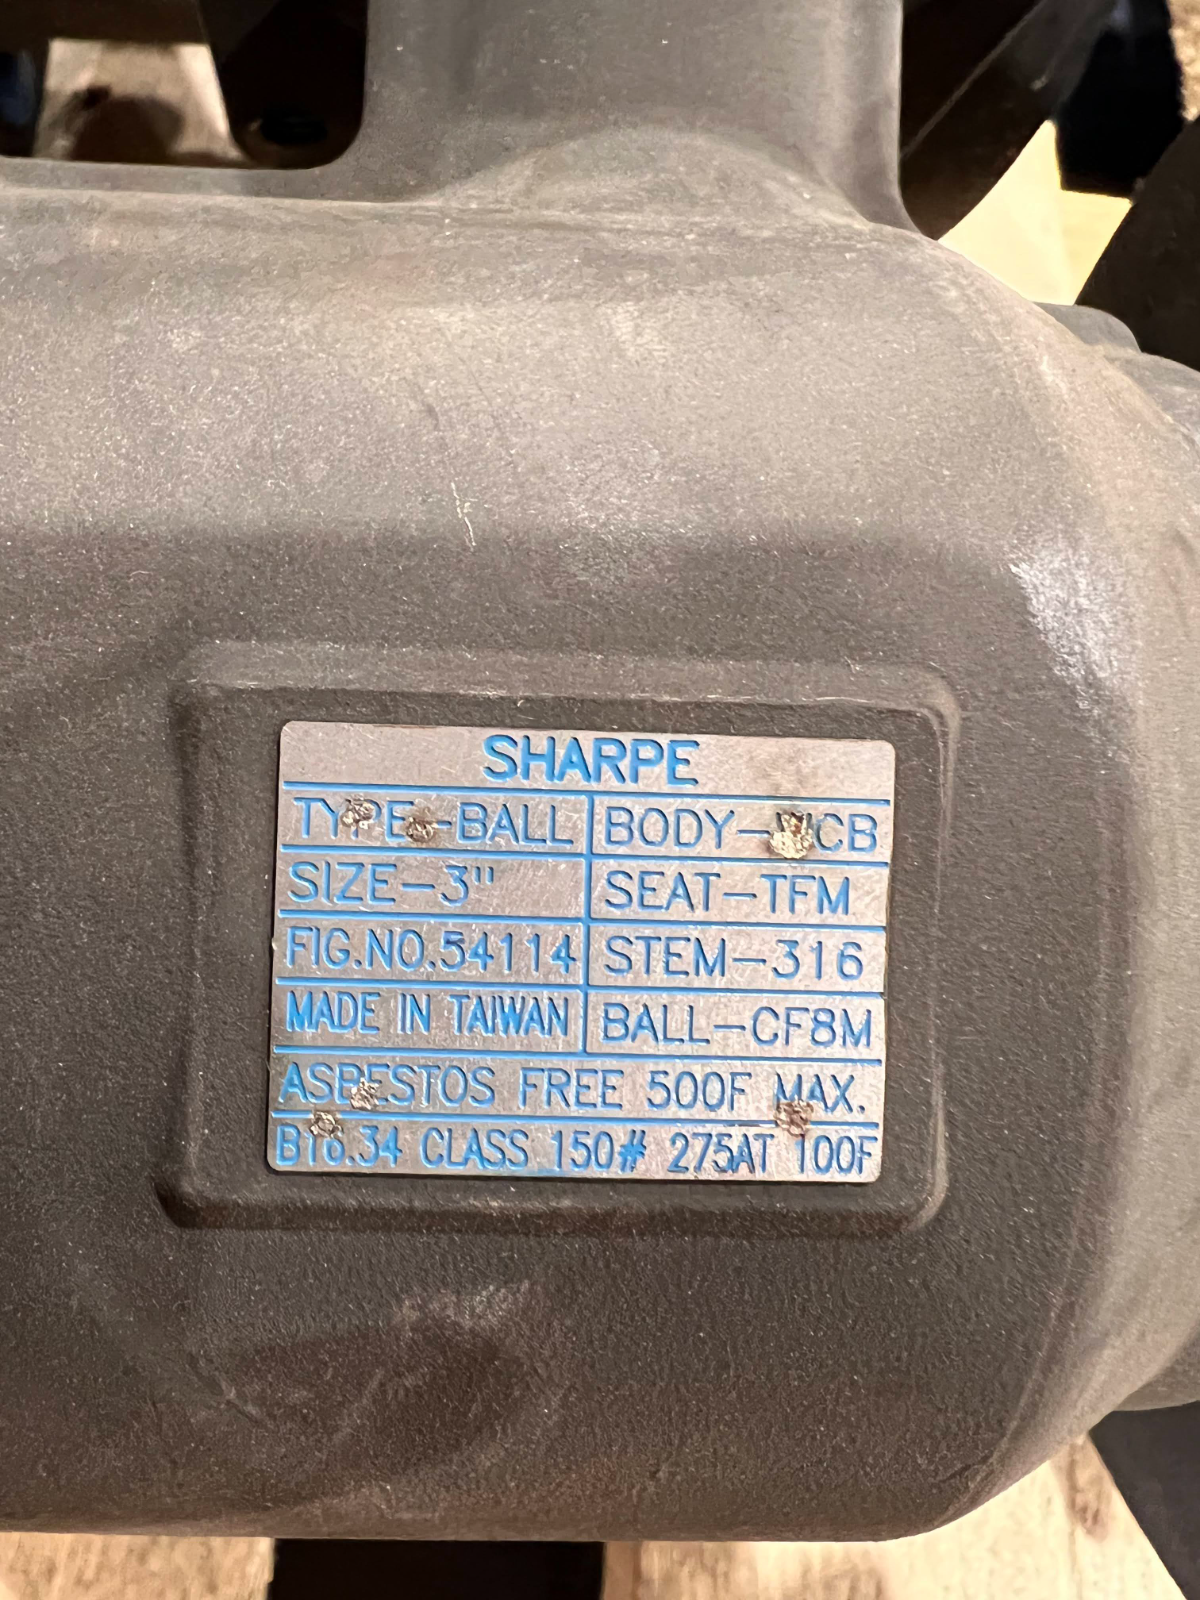 SHARPE
TYPE-BALL
BODY-WCB
SIZE-3"
SEAT-TFM
FIG.NO.54114
STEM-316
MADE IN TAIWAN
BALL-CF8M
ASBESTOS FREE 500F MAX.
B16.34 CLASS 150# 275AT 100F